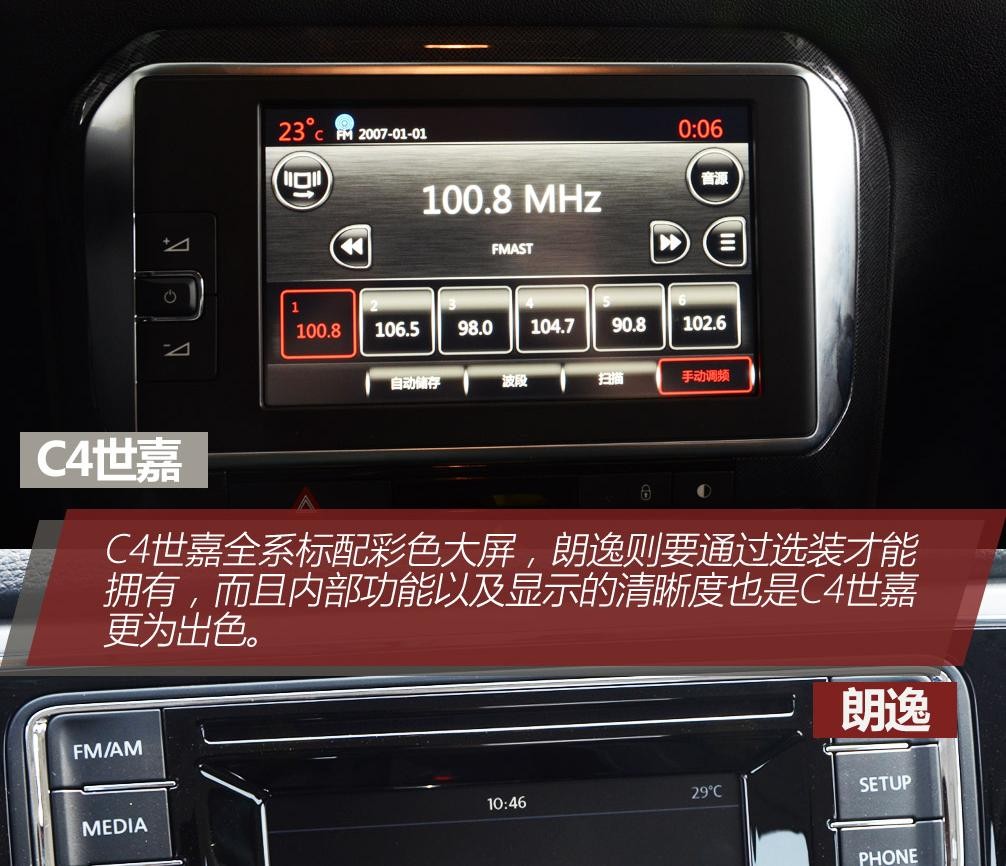 23°C FM 2007-01-01 0:06
音源
100.8 MHz
FMAST
1 2 3 4 5 6
100.8 106.5 98.0 104.7 90.8 102.6
自动储存 波段 扫描 手动调频
C4世嘉
C4世嘉全系标配彩色大屏，朗逸则要通过选装才能
拥有，而且内部功能以及显示的清晰度也是C4世嘉
更为出色。
朗逸
FM/AM
SETUP
10:46 29°C
MEDIA
PHONE